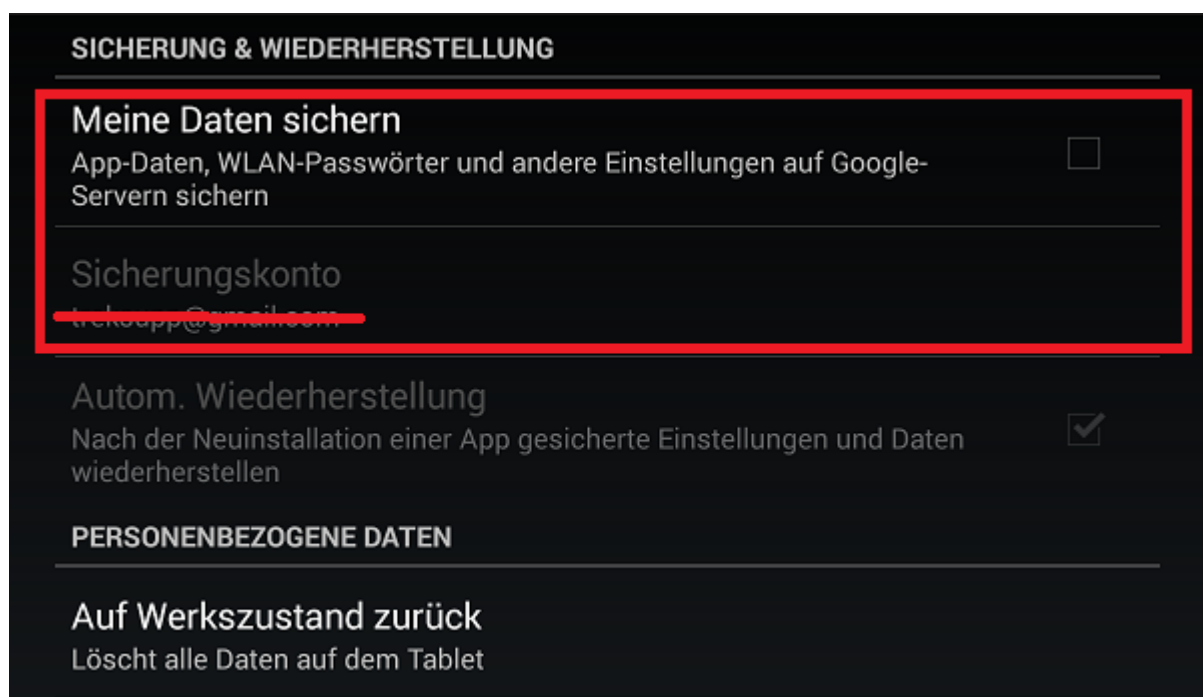 SICHERUNG & WIEDERHERSTELLUNG
Meine Daten sichern
App-Daten, WLAN-Passwörter und andere Einstellungen auf Google-
Servern sichern
Sicherungskonto
Autom. Wiederherstellung
Nach der Neuinstallation einer App gesicherte Einstellungen und Daten
wiederherstellen
PERSONENBEZOGENE DATEN
Auf Werkszustand zurück
Löscht alle Daten auf dem Tablet